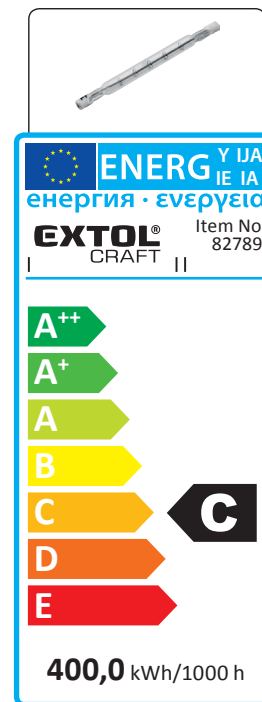 ENERG Y IJA
IE IA
енергия · ενεργεια
EXTOL®
CRAFT
Item No
82789
I
II
A++
A+
A
B
C
D
E
C
400,0 kWh/1000 h